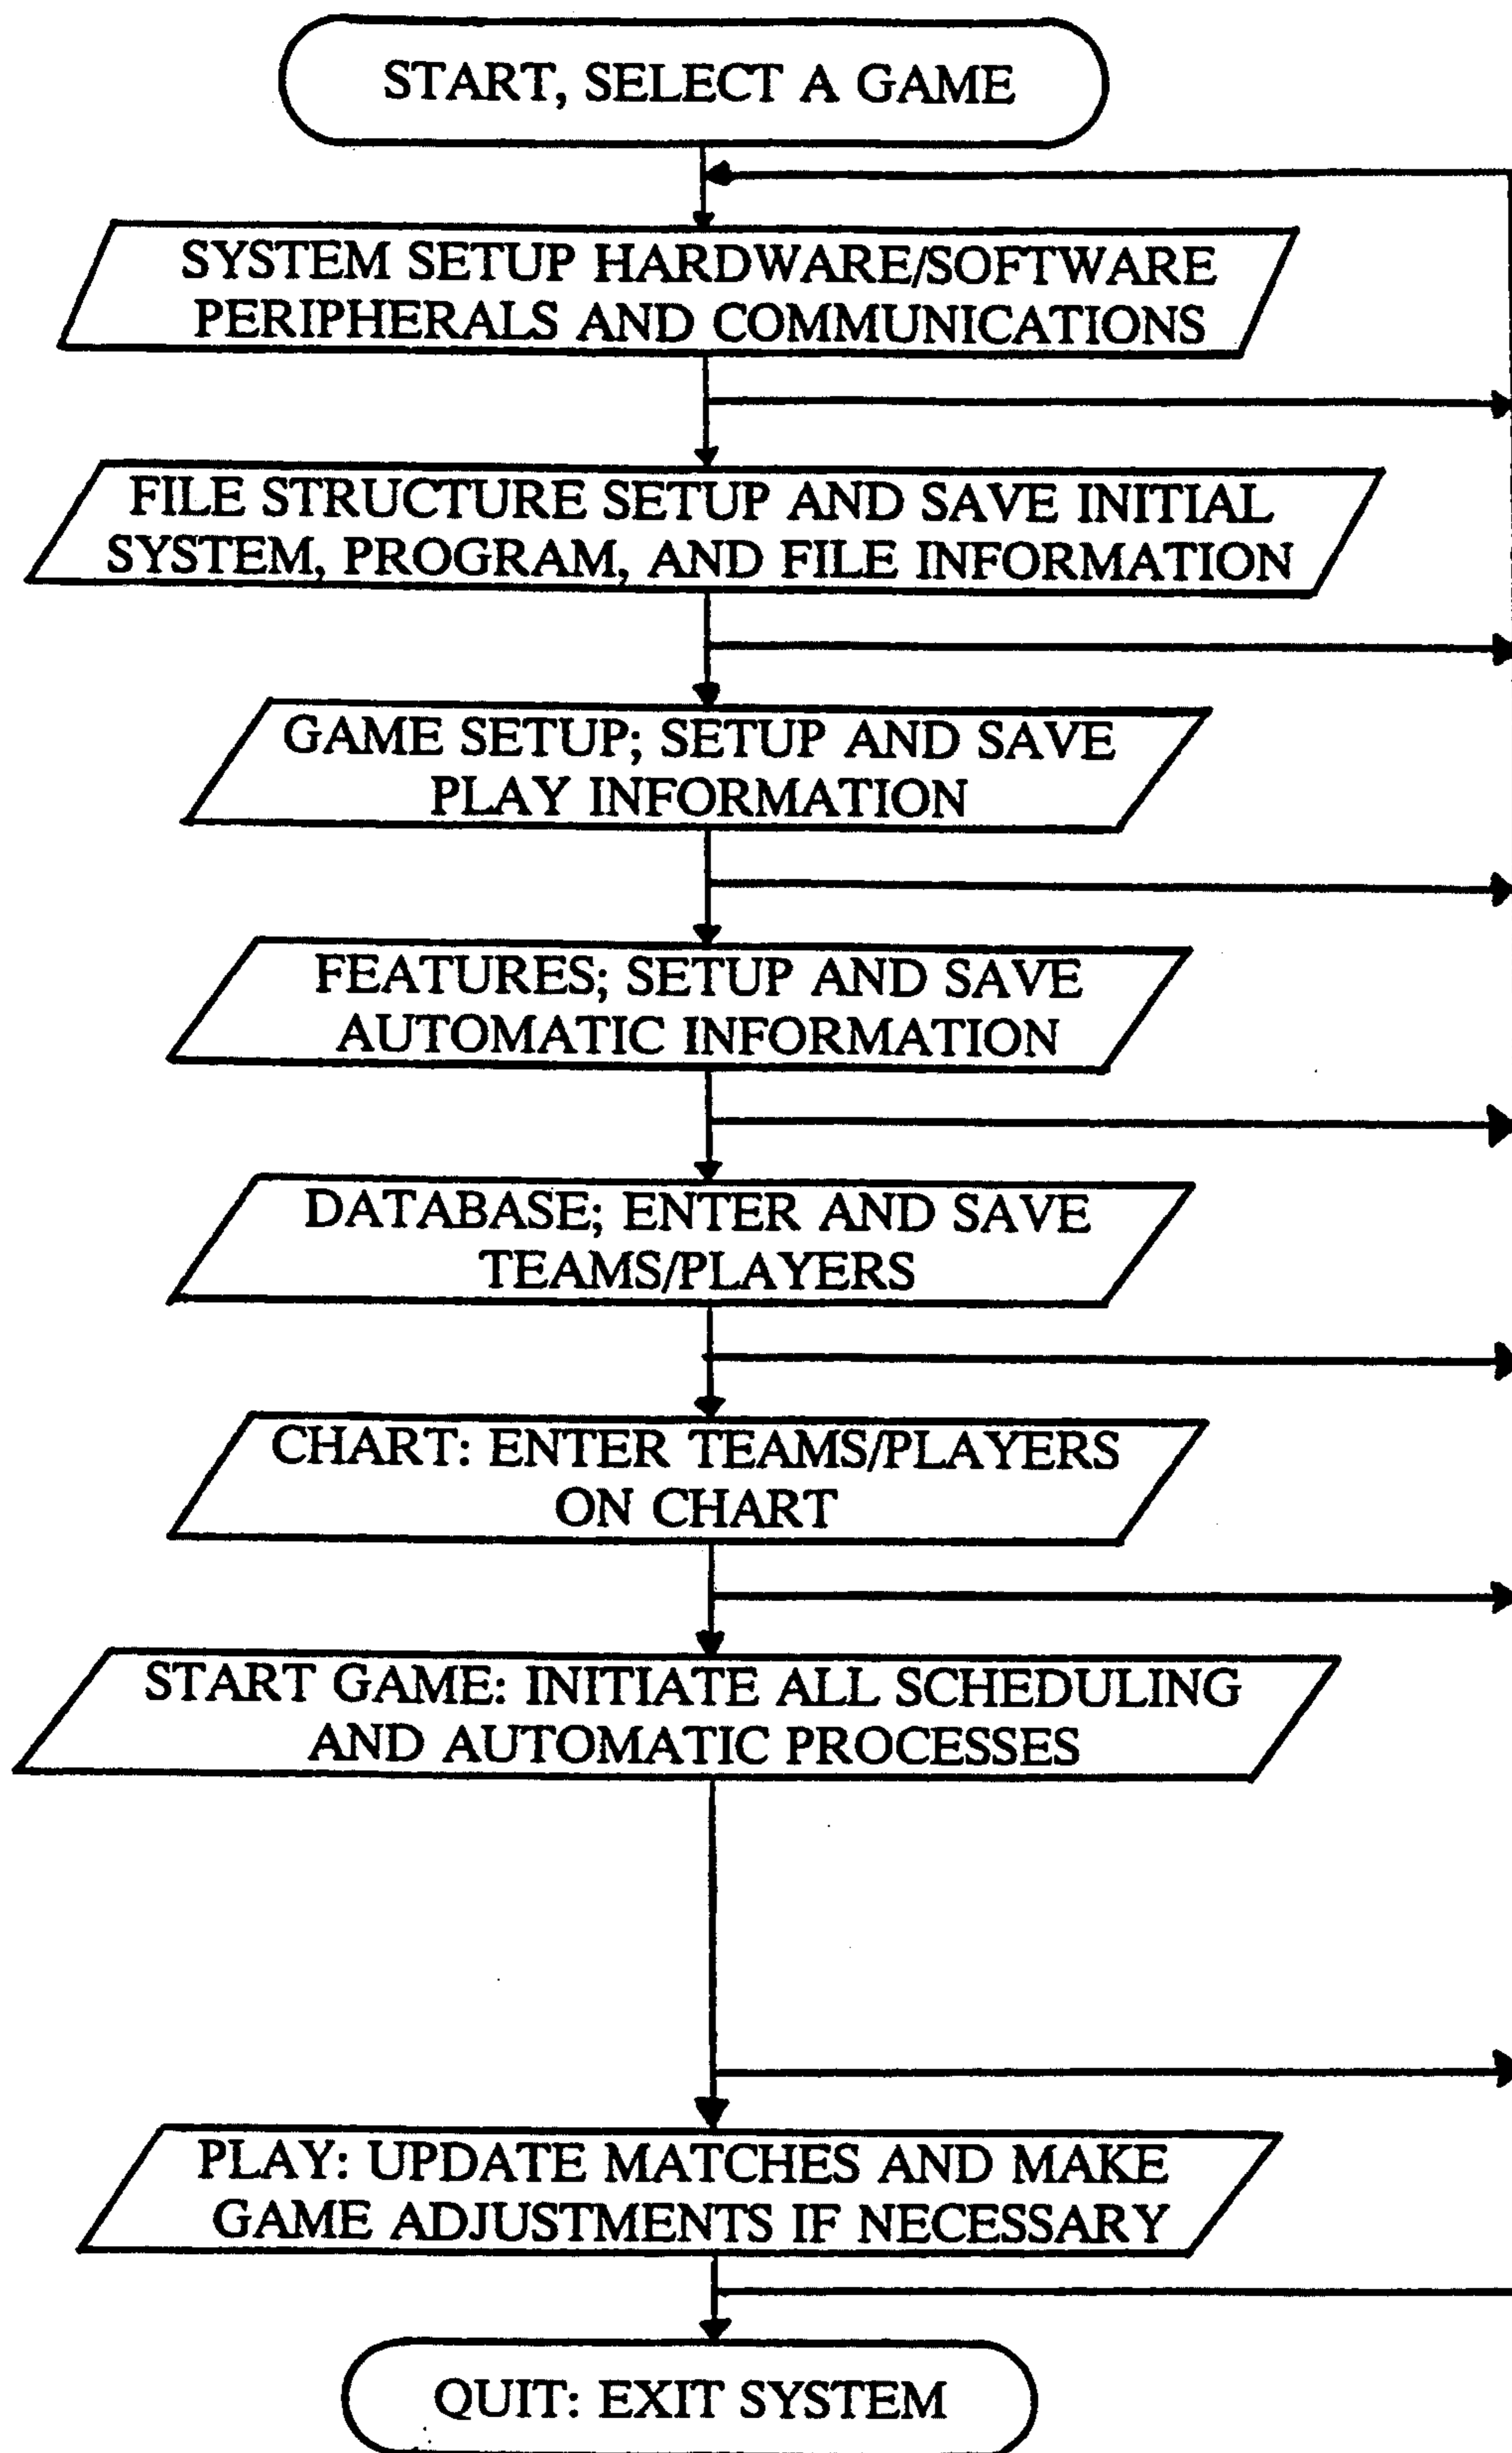 START, SELECT A GAME
SYSTEM SETUP HARDWARE/SOFTWARE
PERIPHERALS AND COMMUNICATIONS
FILE STRUCTURE SETUP AND SAVE INITIAL
SYSTEM, PROGRAM, AND FILE INFORMATION
GAME SETUP; SETUP AND SAVE
PLAY INFORMATION
FEATURES; SETUP AND SAVE
AUTOMATIC INFORMATION
DATABASE; ENTER AND SAVE
TEAMS/PLAYERS
CHART: ENTER TEAMS/PLAYERS
ON CHART
START GAME: INITIATE ALL SCHEDULING
AND AUTOMATIC PROCESSES
PLAY: UPDATE MATCHES AND MAKE
GAME ADJUSTMENTS IF NECESSARY
QUIT: EXIT SYSTEM